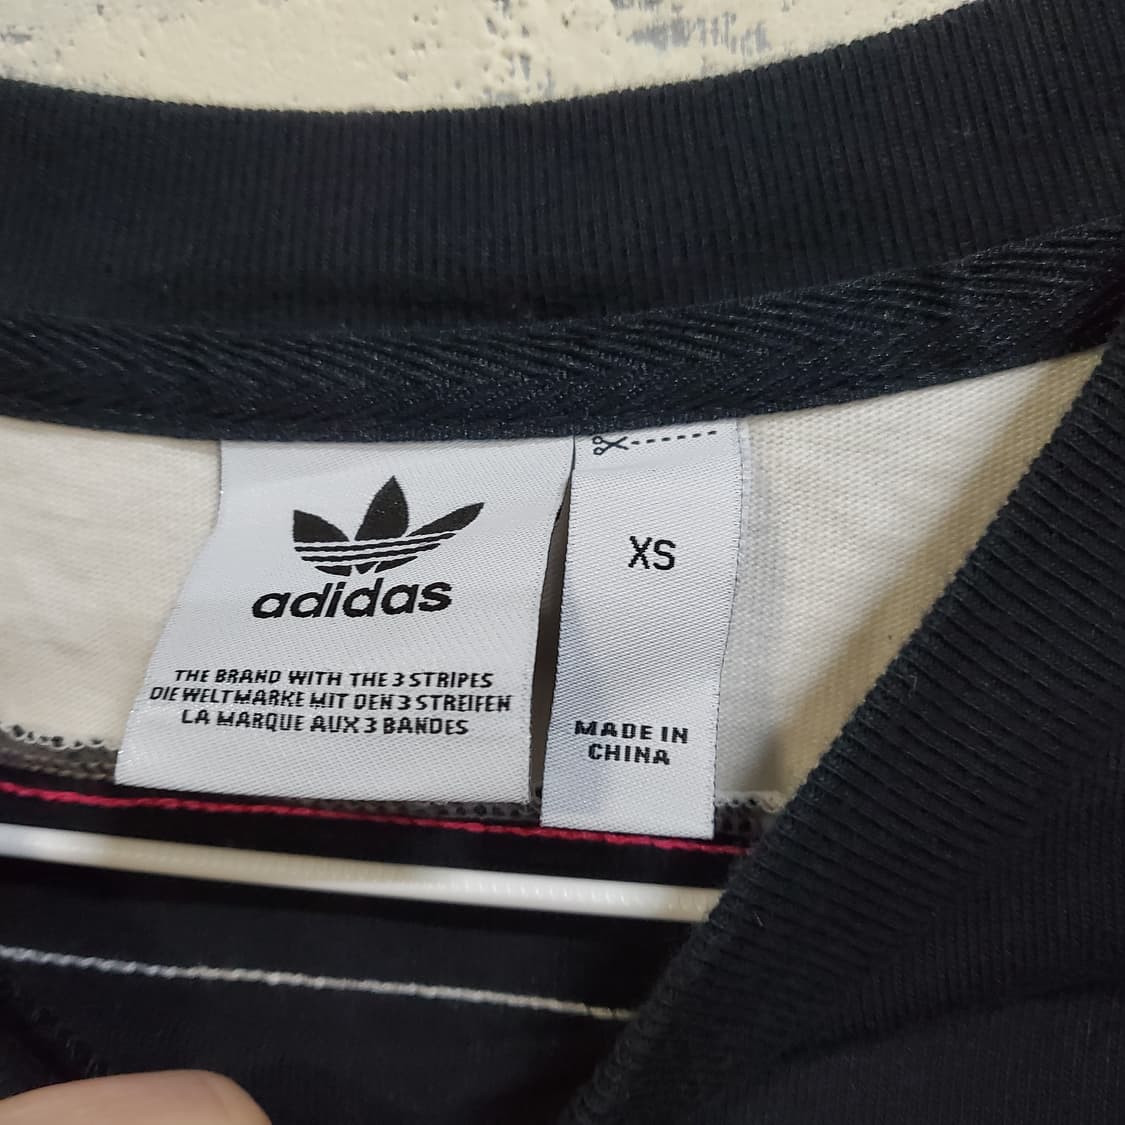 adidas
THE BRAND WITH THE 3 STRIPES
DIE WELTMARKE MIT DEN 3 STREIFEN
LA MARQUE AUX 3 BANDES
XS
MADE IN
CHINA